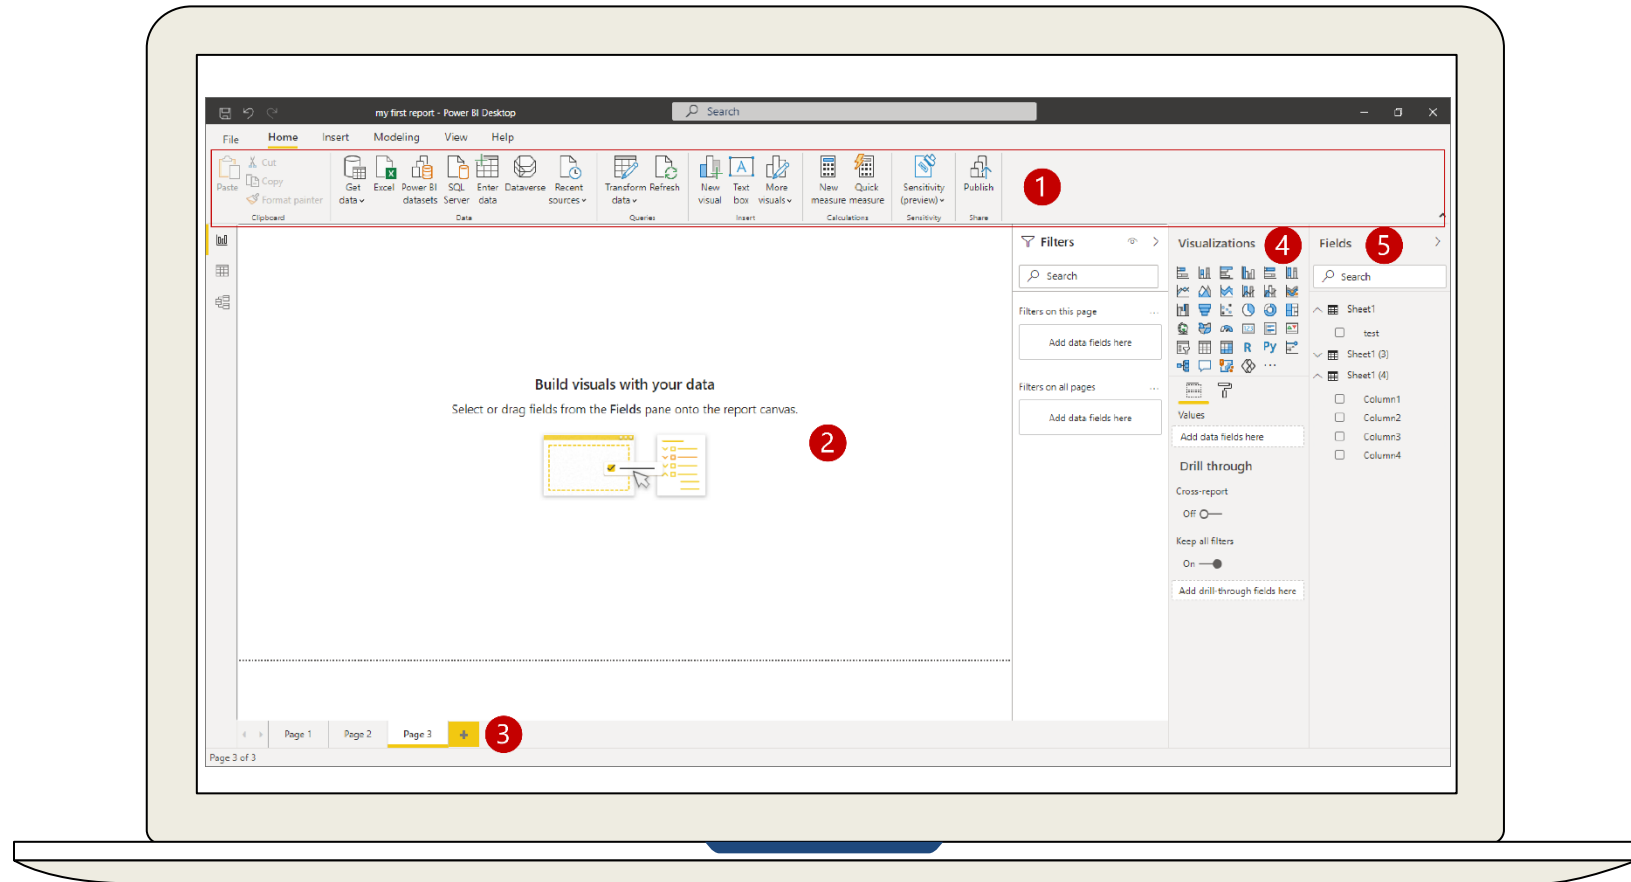 my first report - Power BI Desktop
Search
File Home Insert Modeling View Help
Paste
Cut
Copy
Format painter
Clipboard
Get data
Excel
Power BI datasets
SQL Server
Enter data
Dataverse
Recent sources
Data
Transform data
Refresh
Queries
New visual
Text box
More visuals
Insert
New measure
Quick measure
Calculations
Sensitivity (preview)
Sensitivity
Publish
Share
1
Build visuals with your data
Select or drag fields from the Fields pane onto the report canvas.
2
Filters
Search
Filters on this page
...
Add data fields here
Filters on all pages
...
Add data fields here
Visualizations
4
R Py
...
Values
Add data fields here
Drill through
Cross-report
Off
Keep all filters
On
Add drill-through fields here
Fields
5
Search
Sheet1
test
Sheet1 (3)
Sheet1 (4)
Column1
Column2
Column3
Column4
Page 1 Page 2 Page 3 +
3
Page 3 of 3